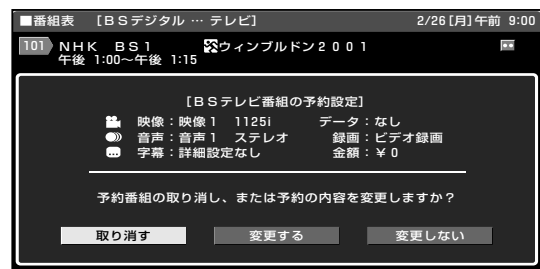 ■番組表 [BSデジタル … テレビ] 2/26[月]午前 9:00
101 NHK BS1 ウィンブルドン2001
午後 1:00~午後 1:15
[BSテレビ番組の予約設定]
映像:映像1 1125i データ:なし
音声:音声1 ステレオ 録画:ビデオ録画
字幕:詳細設定なし 金額:¥0
予約番組の取り消し、または予約の内容を変更しますか?
取り消す 変更する 変更しない